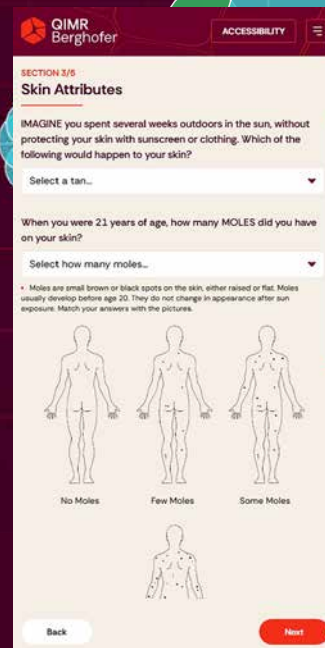 QIMR
Berghofer
ACCESSIBILITY
SECTION 3/5
Skin Attributes
IMAGINE you spent several weeks outdoors in the sun, without
protecting your skin with sunscreen or clothing. Which of the
following would happen to your skin?
Select a tan...
When you were 21 years of age, how many MOLES did you have
on your skin?
Select how many moles...
• Moles are small brown or black spots on the skin, either raised or flat. Moles
usually develop before age 20. They do not change in appearance after sun
exposure. Match your answers with the pictures.
No Moles
Few Moles
Some Moles
Back
Next